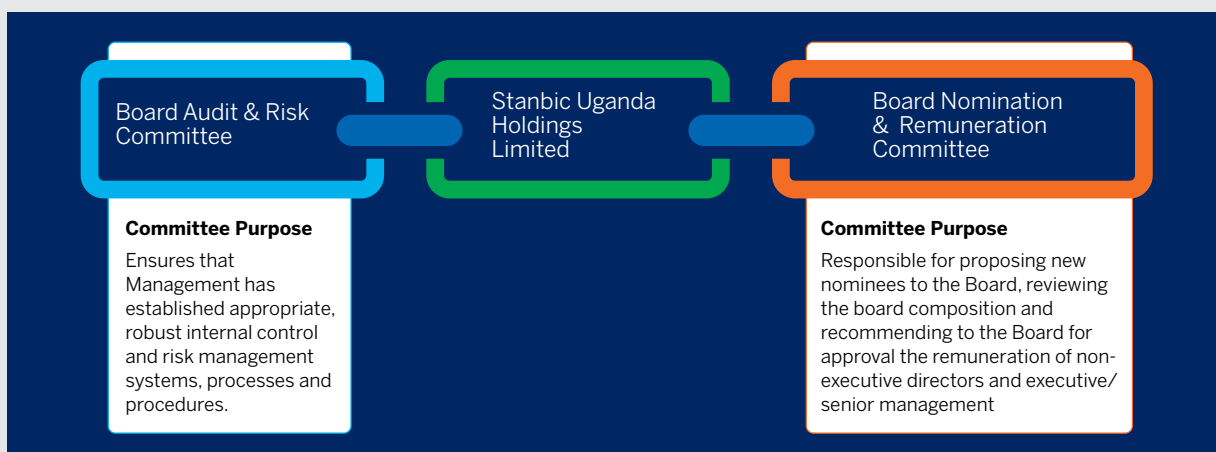 Board Audit & Risk
Committee
Stanbic Uganda
Holdings
Limited
Board Nomination
& Remuneration
Committee
Committee Purpose
Ensures that
Management has
established appropriate,
robust internal control
and risk management
systems, processes and
procedures.
Committee Purpose
Responsible for proposing new
nominees to the Board, reviewing
the board composition and
recommending to the Board for
approval the remuneration of non-
executive directors and executive/
senior management